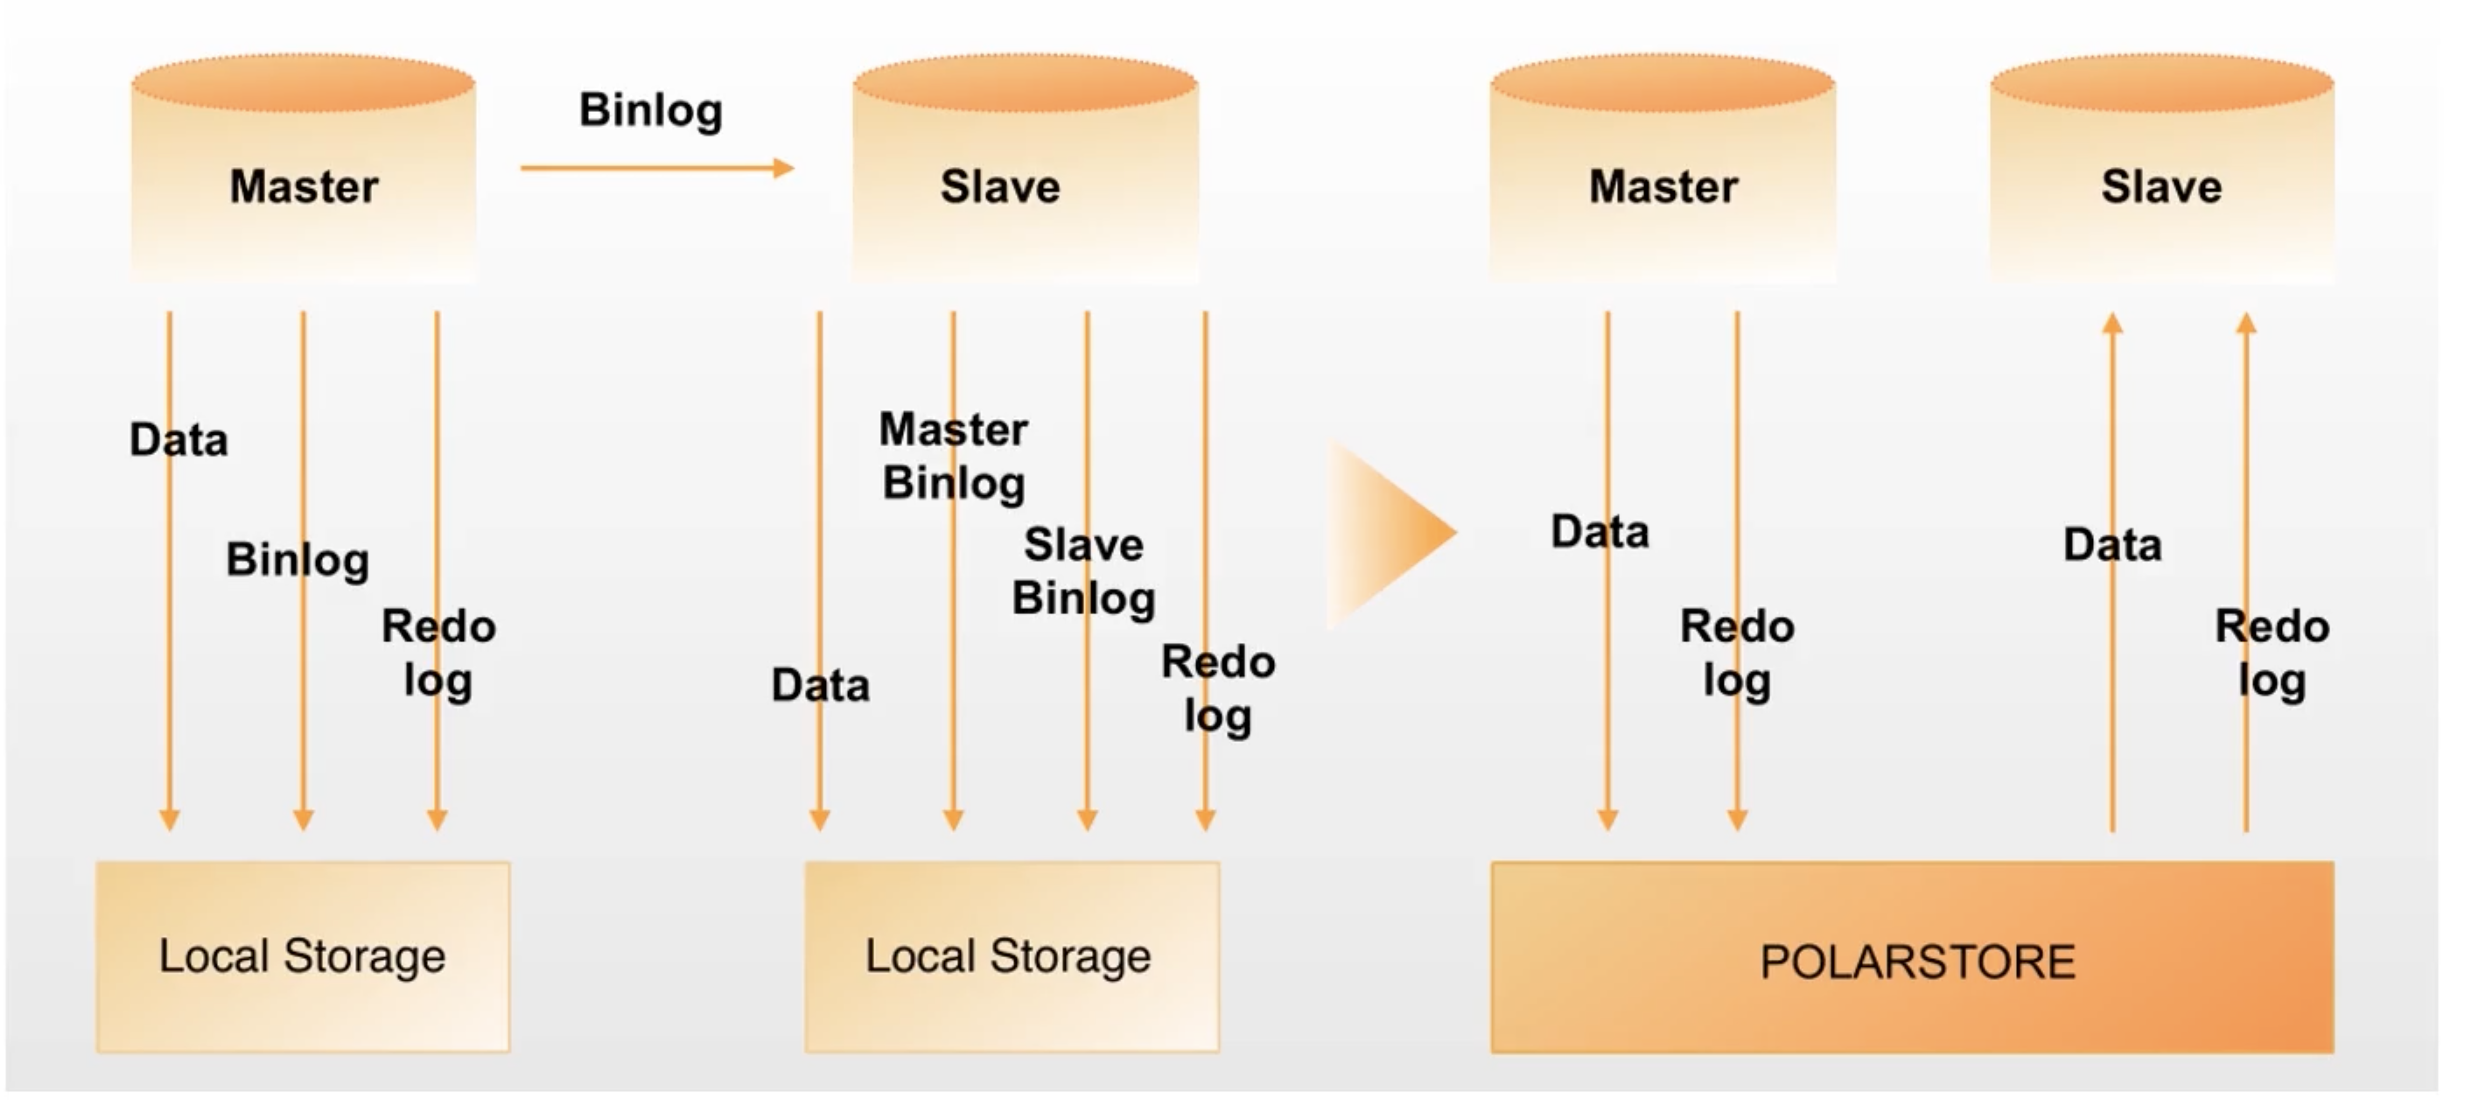 Master
Binlog
Slave
Data
Binlog
Redo
log
Local Storage
Master
Binlog
Slave
Binlog
Data
Redo
log
Local Storage
Master
Slave
Data
Redo
log
Data
Redo
log
POLARSTORE